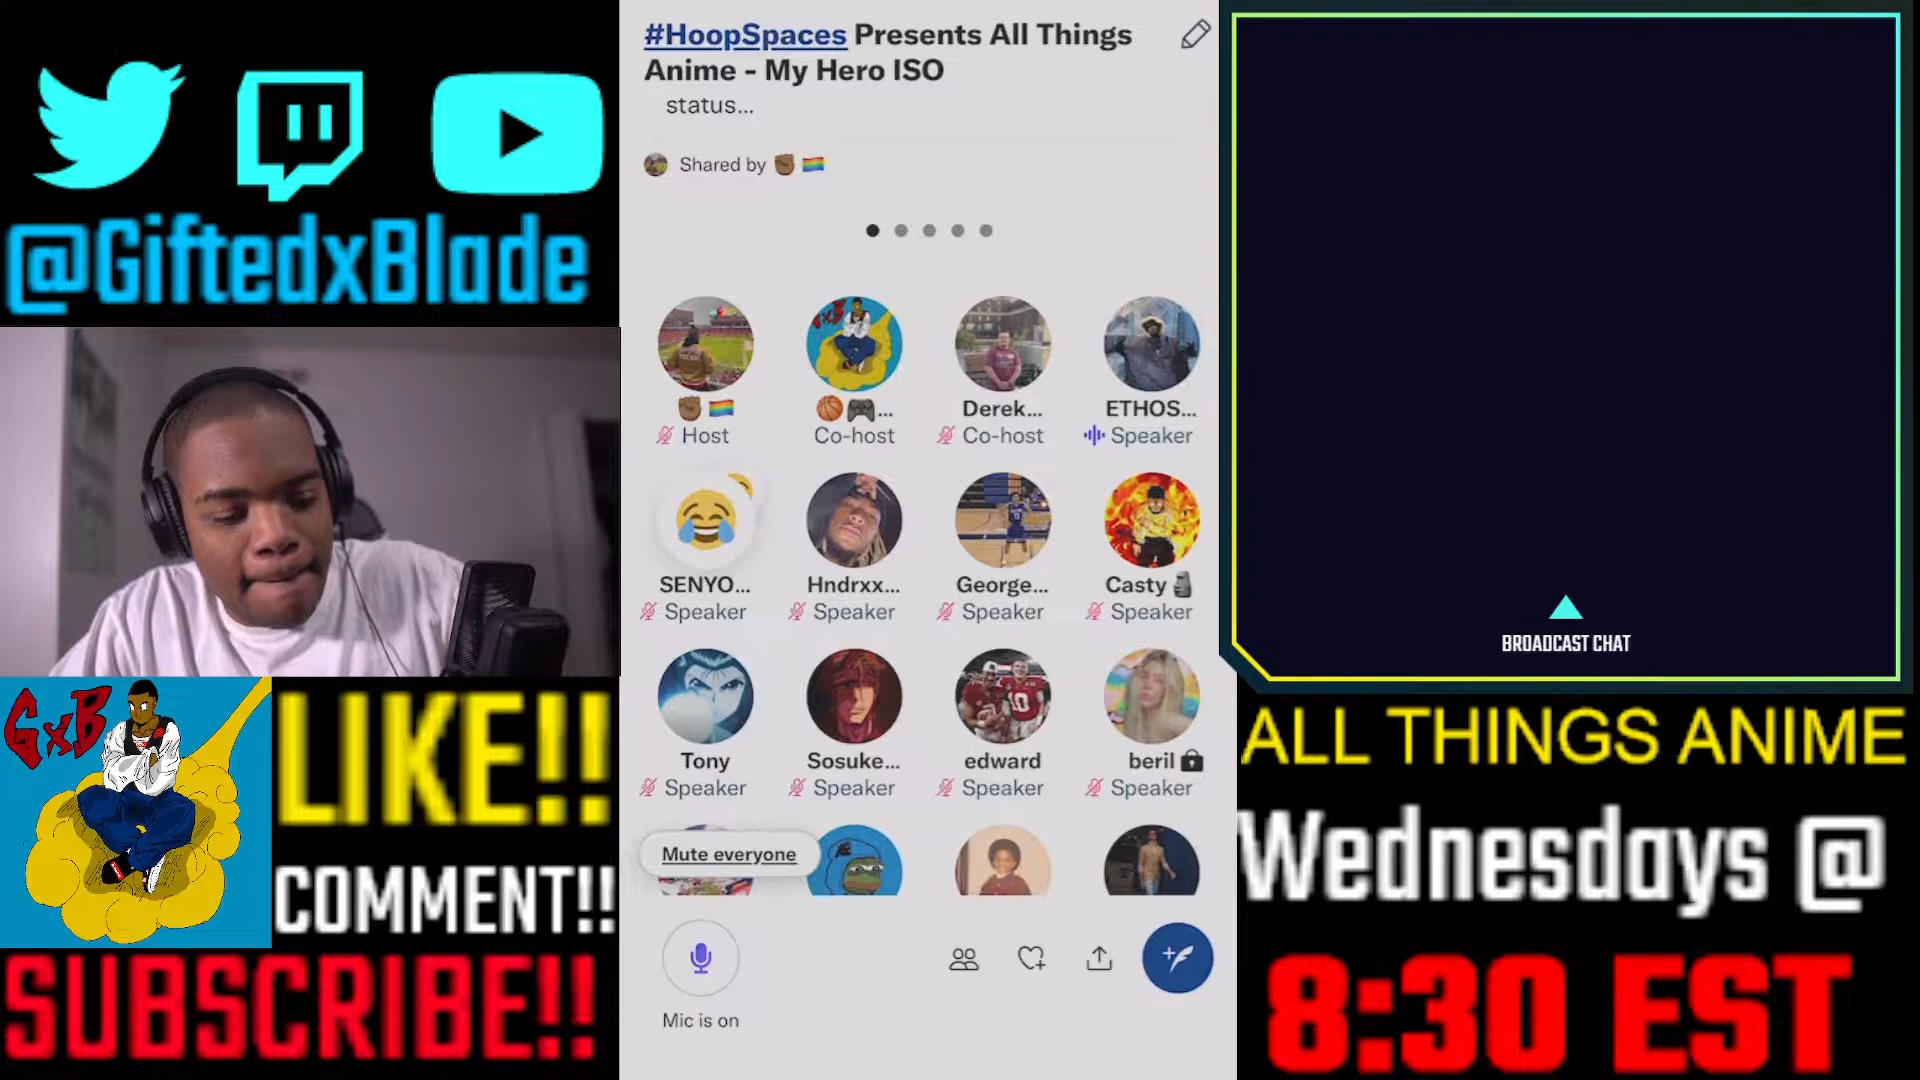 @GiftedxBlade
#HoopSpaces Presents All Things
Anime - My Hero ISO
status...
Shared by ✊🏾 🏳️‍🌈
✊🏾 🏳️‍🌈
Host
🏀🎮...
Co-host
Derek...
Co-host
ETHOS...
Speaker
SENYO...
Speaker
Hndrxx...
Speaker
George...
Speaker
Casty 🗿
Speaker
Tony
Speaker
Sosuke...
Speaker
edward
Speaker
beril 🔒
Speaker
Mute everyone
Mic is on
GxB
LIKE!!
COMMENT!!
SUBSCRIBE!!
BROADCAST CHAT
ALL THINGS ANIME
Wednesdays @
8:30 EST